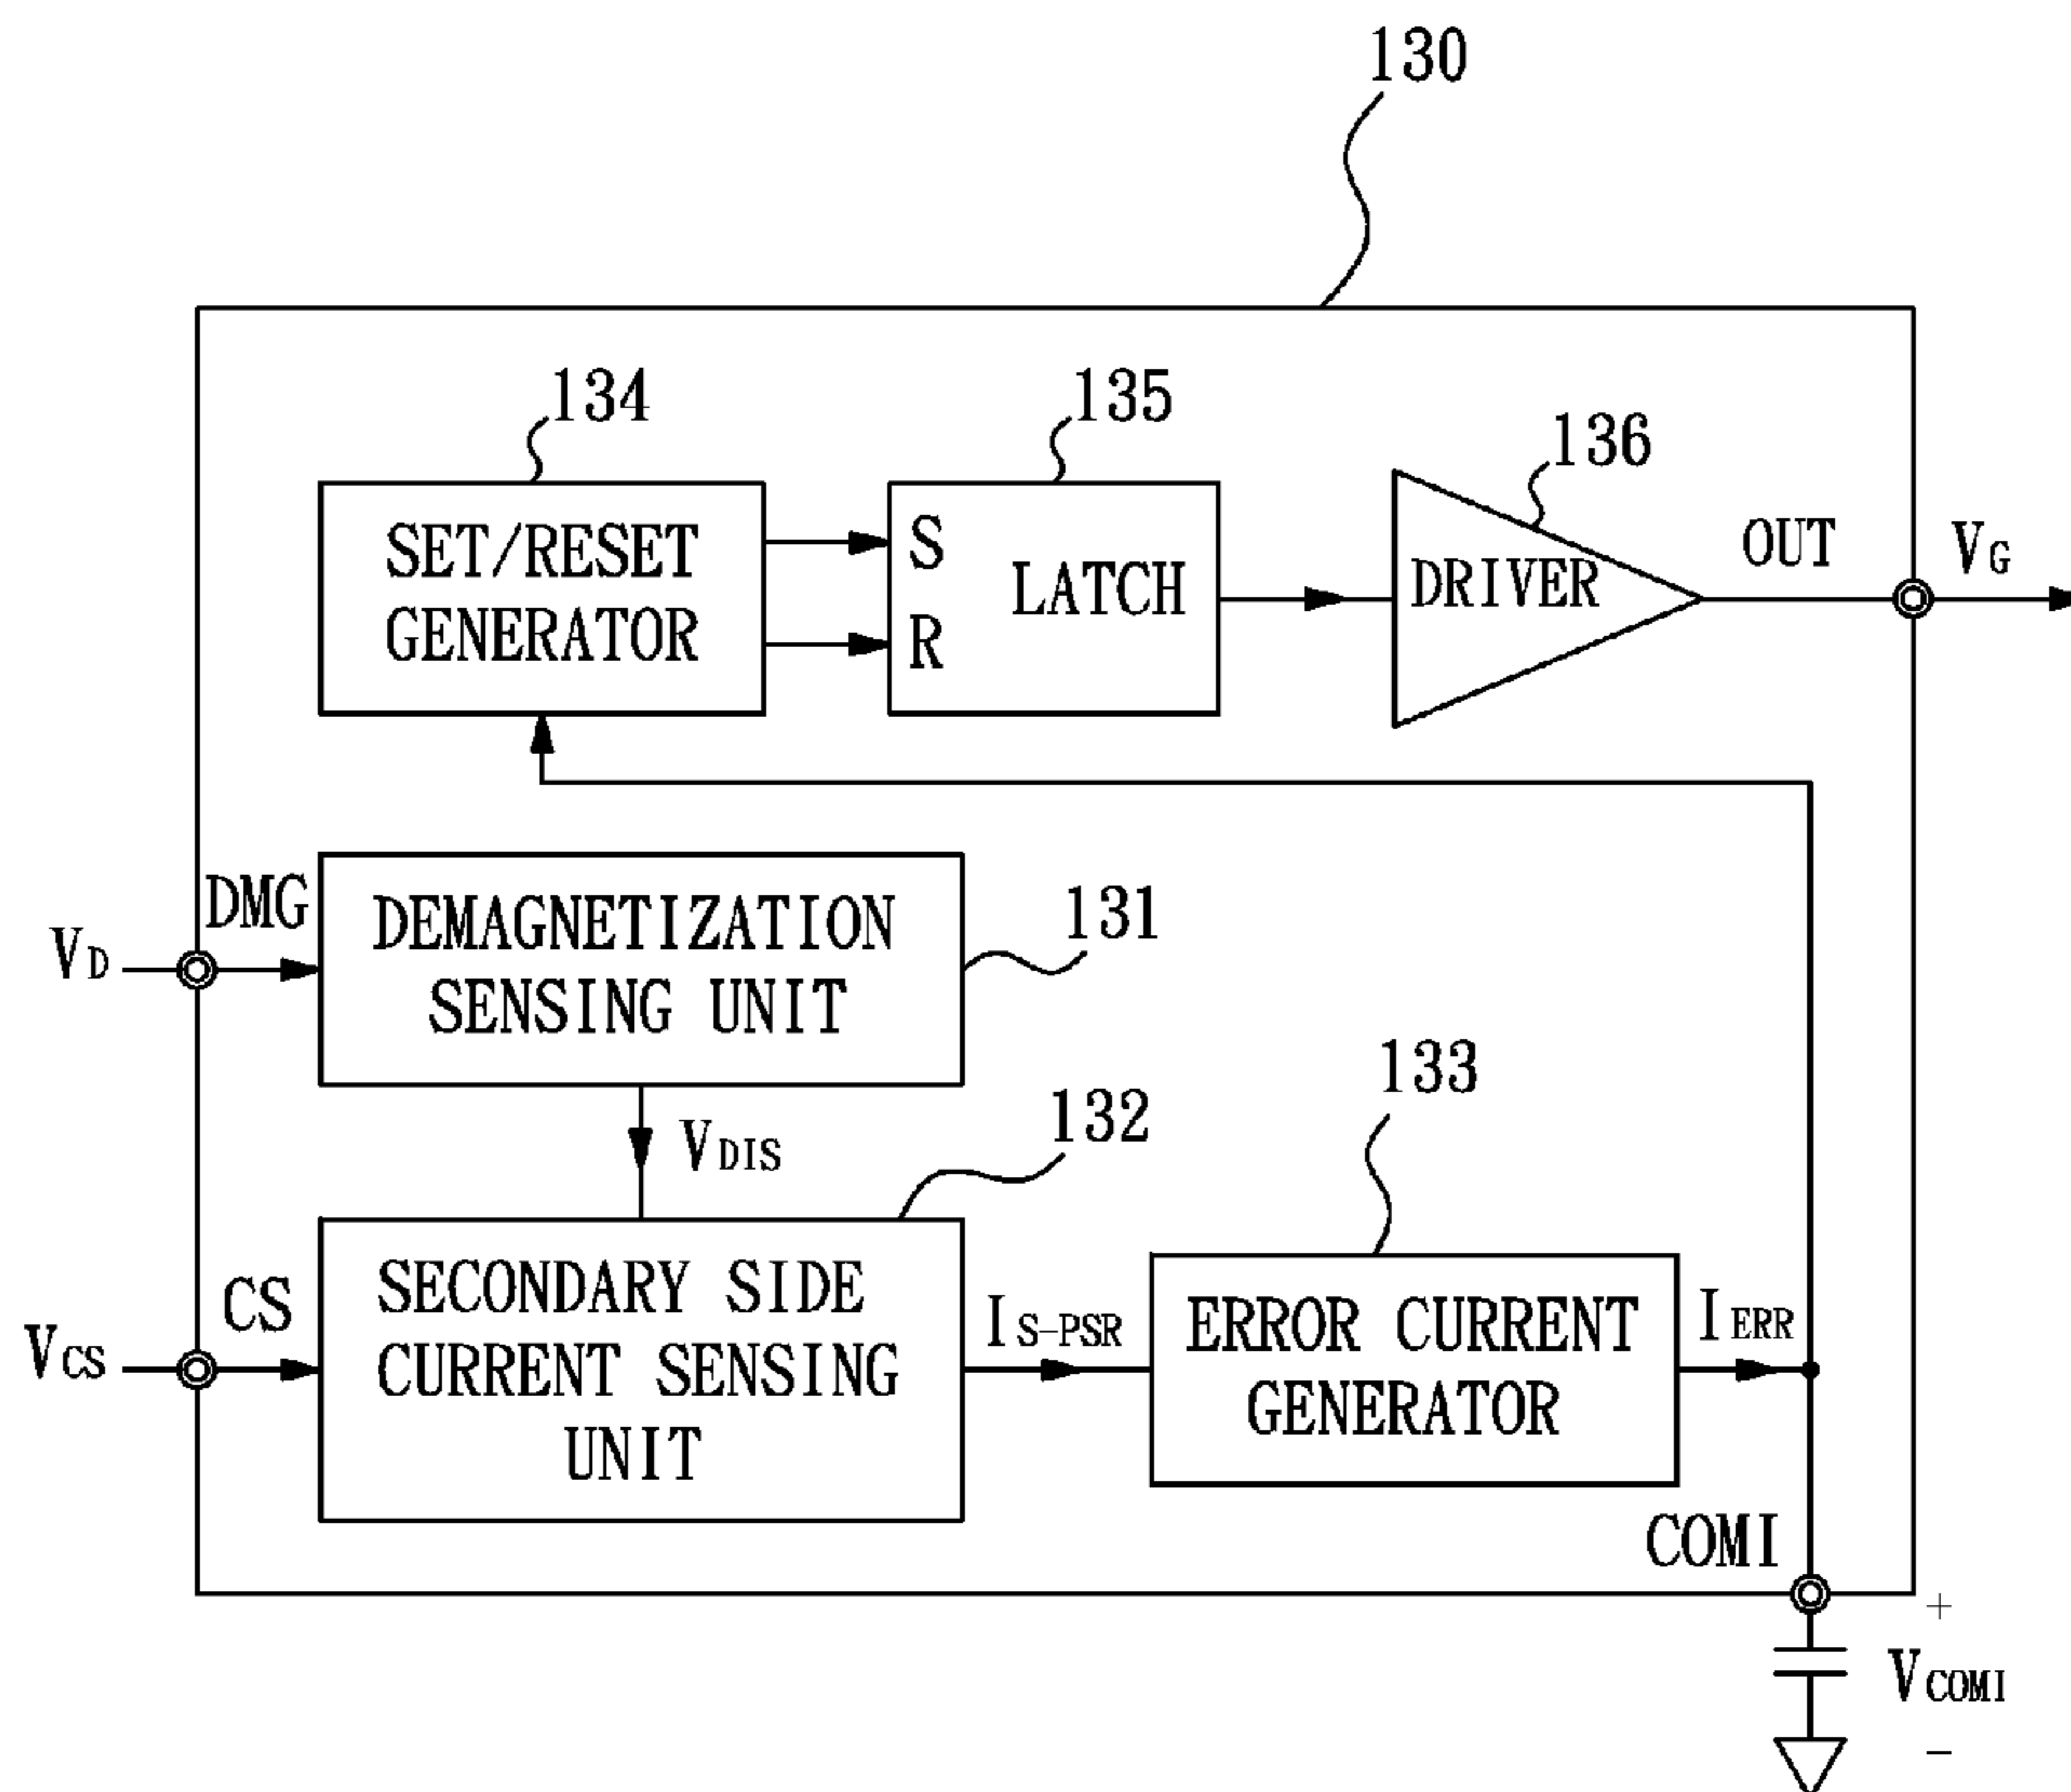 130
134
135
136
SET/RESET
GENERATOR
S
R
LATCH
DRIVER
OUT
VG
DMG
VD
DEMAGNETIZATION
SENSING UNIT
131
VDIS
132
133
CS
VCS
SECONDARY SIDE
CURRENT SENSING
UNIT
IS-PSR
ERROR CURRENT
GENERATOR
IERR
COMI
+
VCOMI
−